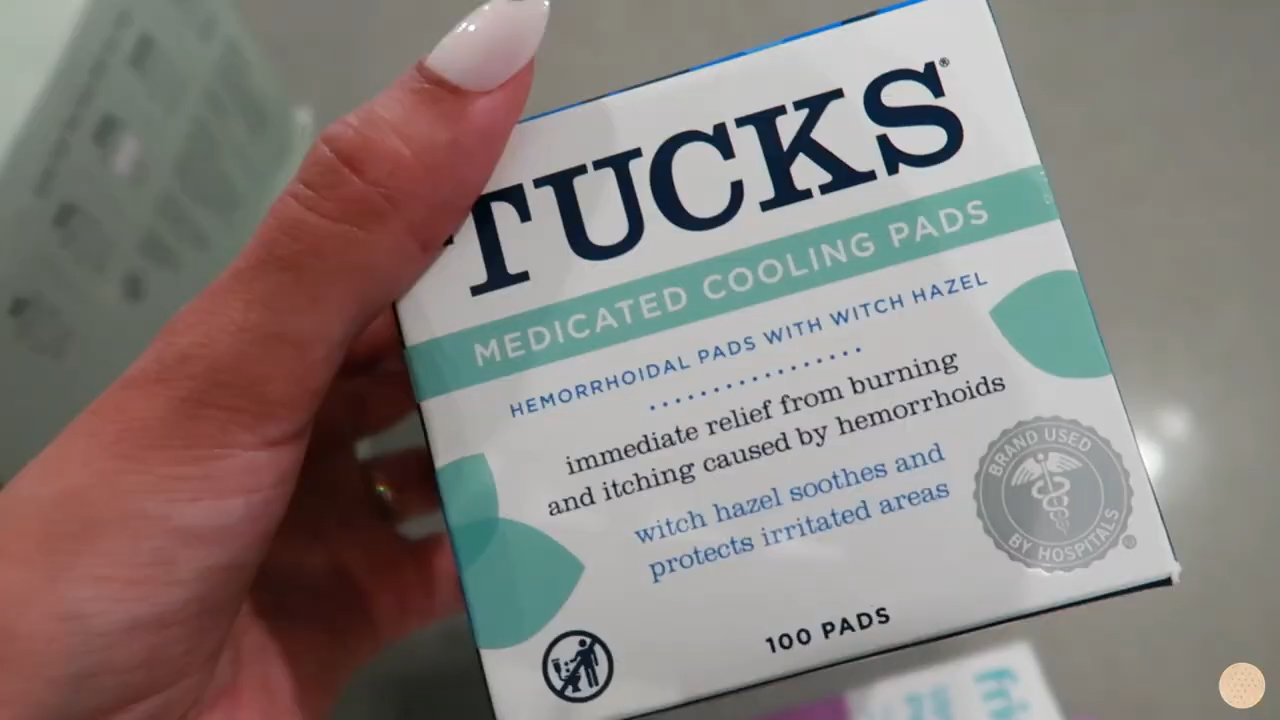 TUCKS®
MEDICATED COOLING PADS
HEMORRHOIDAL PADS WITH WITCH HAZEL
immediate relief from burning
and itching caused by hemorrhoids
witch hazel soothes and
protects irritated areas
BRAND USED
BY HOSPITALS
100 PADS